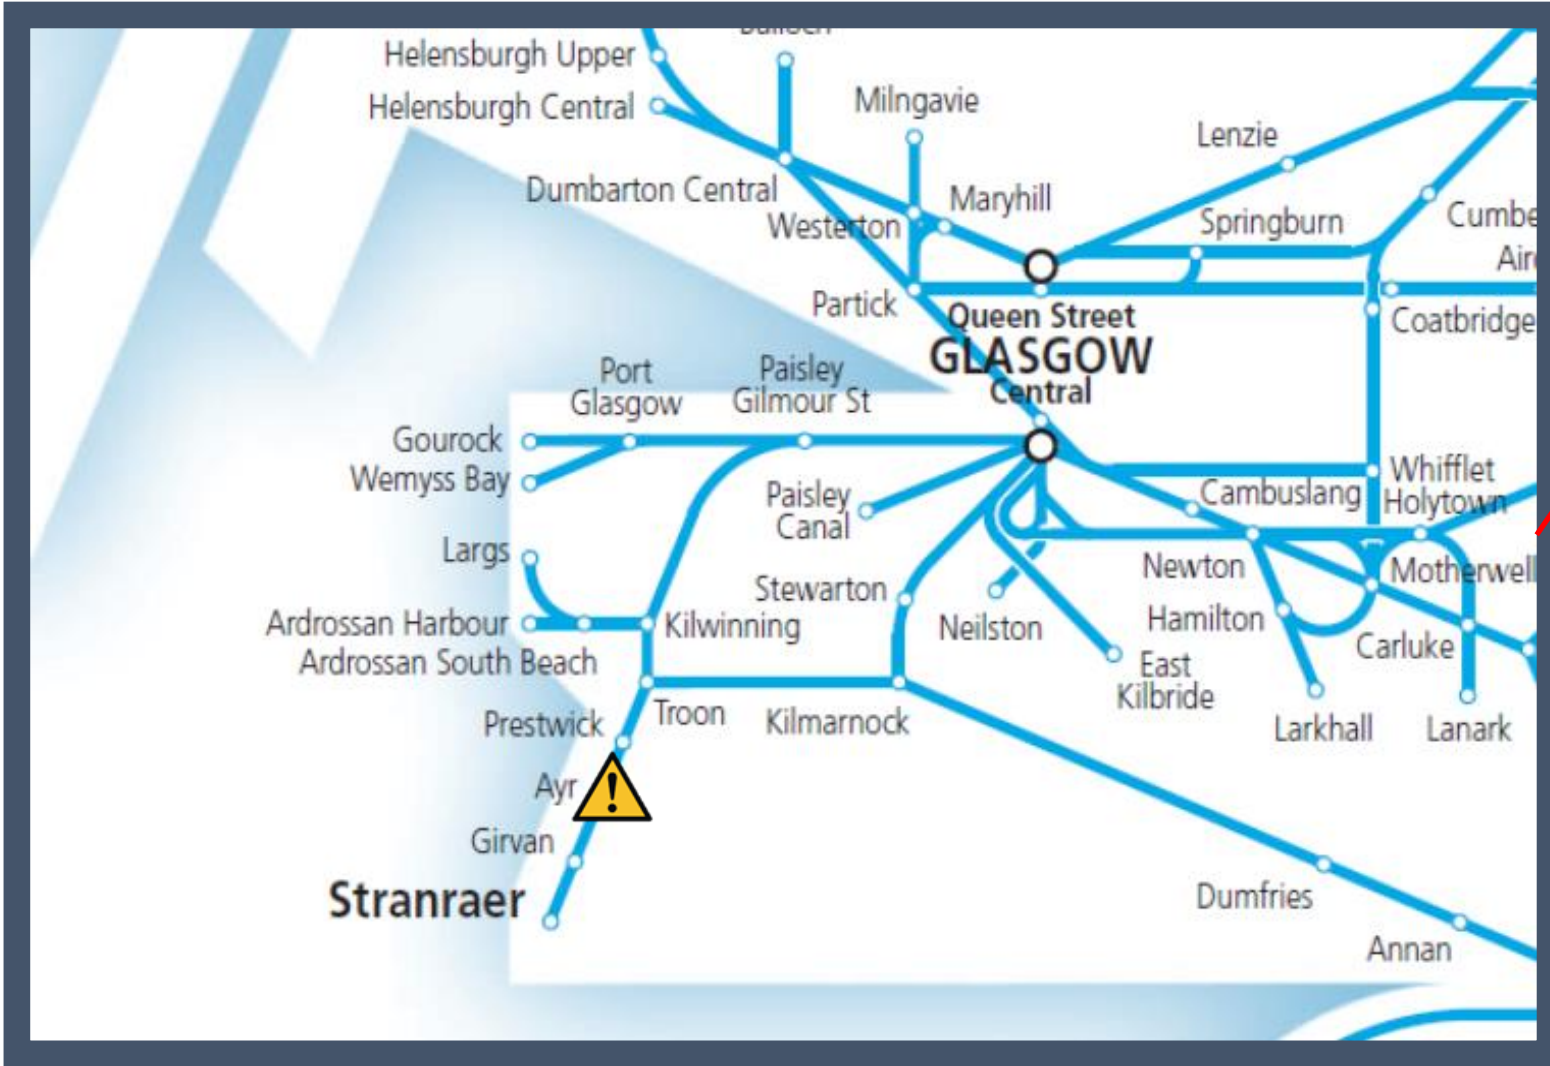 Helensburgh Upper
Helensburgh Central
Milngavie
Lenzie
Dumbarton Central
Maryhill
Westerton
Springburn
Partick
Queen Street
GLASGOW
Central
Coatbridge
Port
Glasgow
Paisley
Gilmour St
Gourock
Wemyss Bay
Paisley
Canal
Cambuslang
Whifflet
Holytown
Largs
Stewarton
Newton
Motherwell
Ardrossan Harbour
Ardrossan South Beach
Kilwinning
Neilston
Hamilton
Carluke
East
Kilbride
Prestwick
Troon
Kilmarnock
Larkhall
Lanark
Ayr
!
Girvan
Stranraer
Dumfries
Annan